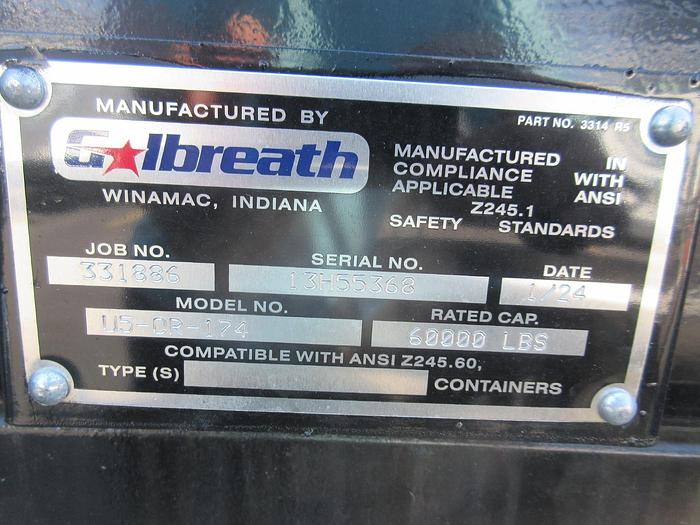 MANUFACTURED BY
PART NO. 3314 R5
G★lbreath
WINAMAC, INDIANA
MANUFACTURED IN
COMPLIANCE WITH
APPLICABLE ANSI
Z245.1
SAFETY STANDARDS
JOB NO. SERIAL NO. DATE
331886 13H55368 1/24
MODEL NO. RATED CAP.
U5-OR-174 60000 LBS
COMPATIBLE WITH ANSI Z245.60,
TYPE (S) CONTAINERS